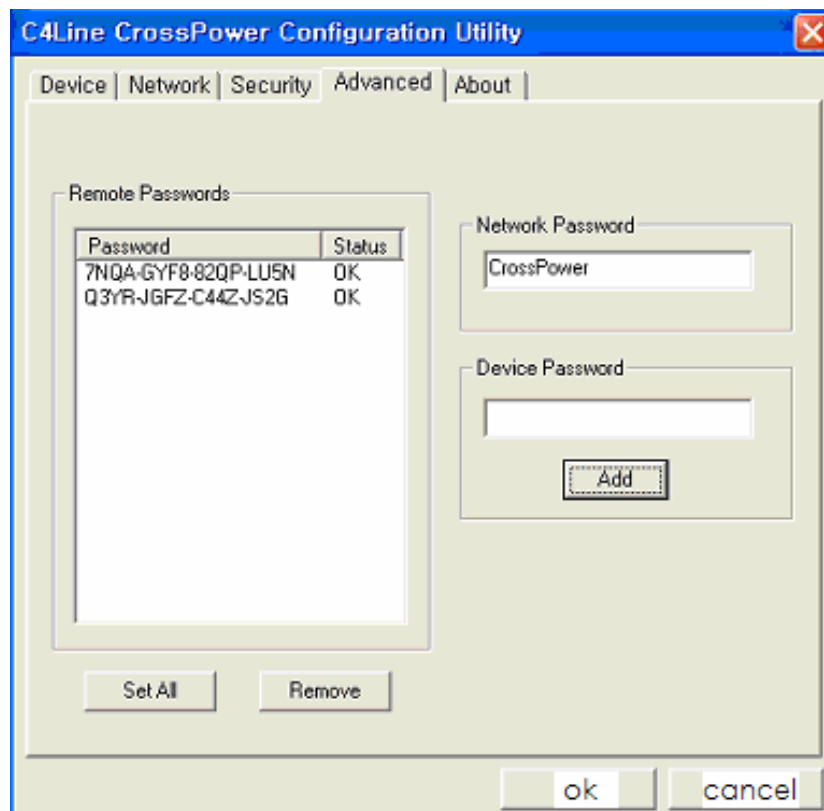 C4Line CrossPower Configuration Utility
Device Network Security Advanced About
Remote Passwords
Password Status
7NQA-GYF8-82QP-LU5N OK
Q3YR-JGFZ-C44Z-JS2G OK
Network Password
CrossPower
Device Password
Add
Set All Remove
ok cancel